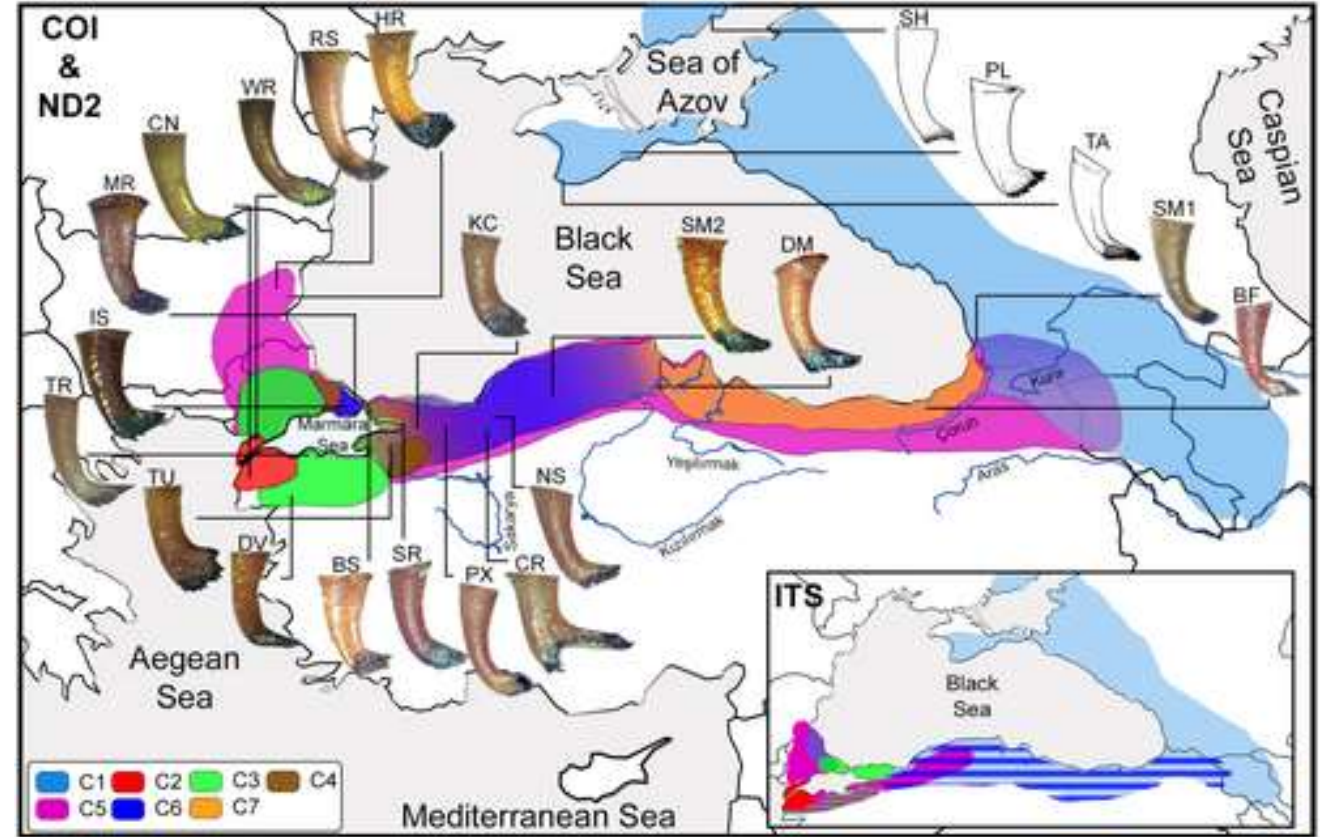 COI
&
ND2
HR
RS
WR
CN
MR
IS
TR
TU
DV
BS
SR
PX
CR
NS
KC
SM2
DM
SH
PL
TA
SM1
BF
Sea of
Azov
Caspian
Sea
Black
Sea
Marmara
Sea
Kura
Çoruh
Aras
Yeşilırmak
Kızılırmak
Sakarya
Aegean
Sea
Mediterranean Sea
C1 C2 C3 C4
C5 C6 C7
ITS
Black
Sea